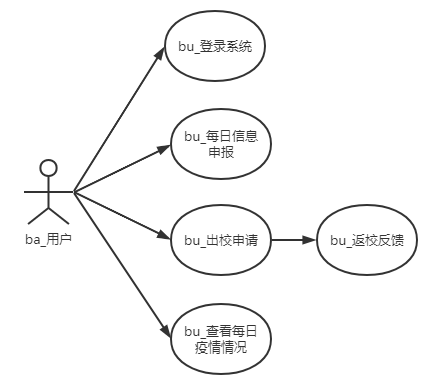 bu_登录系统
bu_每日信息
申报
ba_用户
bu_出校申请
bu_返校反馈
bu_查看每日
疫情情况